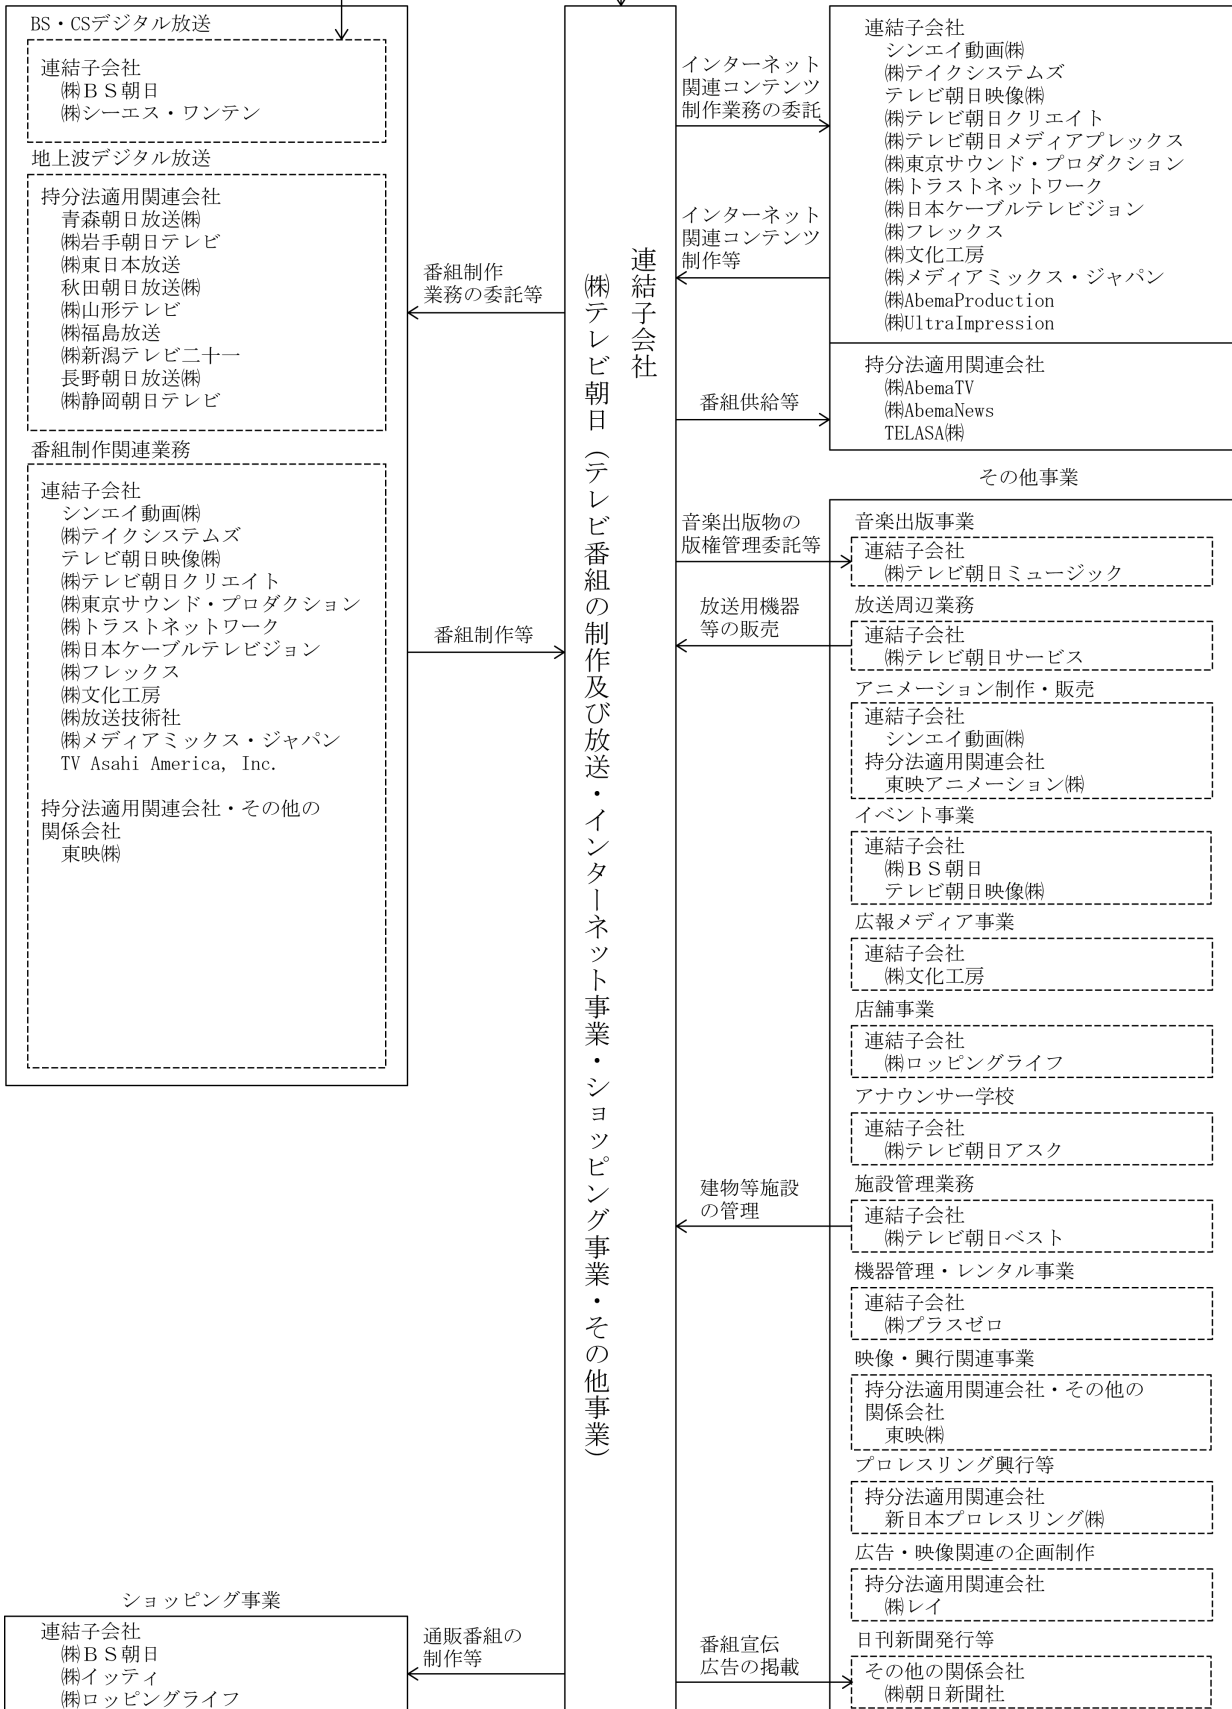 BS・CSデジタル放送
連結子会社
㈱ＢＳ朝日
㈱シーエス・ワンテン
地上波デジタル放送
持分法適用関連会社
青森朝日放送㈱
㈱岩手朝日テレビ
㈱東日本放送
秋田朝日放送㈱
㈱山形テレビ
㈱福島放送
㈱新潟テレビ二十一
長野朝日放送㈱
㈱静岡朝日テレビ
番組制作関連業務
連結子会社
シンエイ動画㈱
㈱テイクシステムズ
テレビ朝日映像㈱
㈱テレビ朝日クリエイト
㈱東京サウンド・プロダクション
㈱トラストネットワーク
㈱日本ケーブルテレビジョン
㈱フレックス
㈱文化工房
㈱放送技術社
㈱メディアミックス・ジャパン
TV Asahi America, Inc.
持分法適用関連会社・その他の
関係会社
東映㈱
ショッピング事業
連結子会社
㈱ＢＳ朝日
㈱イッティ
㈱ロッピングライフ
番組制作
業務の委託等
番組制作等
通販番組の
制作等
連結子会社
㈱テレビ朝日（テレビ番組の制作及び放送・インターネット事業・ショッピング事業・その他事業）
インターネット
関連コンテンツ
制作業務の委託
インターネット
関連コンテンツ
制作等
番組供給等
音楽出版物の
版権管理委託等
放送用機器
等の販売
建物等施設
の管理
番組宣伝
広告の掲載
連結子会社
シンエイ動画㈱
㈱テイクシステムズ
テレビ朝日映像㈱
㈱テレビ朝日クリエイト
㈱テレビ朝日メディアプレックス
㈱東京サウンド・プロダクション
㈱トラストネットワーク
㈱日本ケーブルテレビジョン
㈱フレックス
㈱文化工房
㈱メディアミックス・ジャパン
㈱AbemaProduction
㈱UltraImpression
持分法適用関連会社
㈱AbemaTV
㈱AbemaNews
TELASA㈱
その他事業
音楽出版事業
連結子会社
㈱テレビ朝日ミュージック
放送周辺業務
連結子会社
㈱テレビ朝日サービス
アニメーション制作・販売
連結子会社
シンエイ動画㈱
持分法適用関連会社
東映アニメーション㈱
イベント事業
連結子会社
㈱ＢＳ朝日
テレビ朝日映像㈱
広報メディア事業
連結子会社
㈱文化工房
店舗事業
連結子会社
㈱ロッピングライフ
アナウンサー学校
連結子会社
㈱テレビ朝日アスク
施設管理業務
連結子会社
㈱テレビ朝日ベスト
機器管理・レンタル事業
連結子会社
㈱プラスゼロ
映像・興行関連事業
持分法適用関連会社・その他の
関係会社
東映㈱
プロレスリング興行等
持分法適用関連会社
新日本プロレスリング㈱
広告・映像関連の企画制作
持分法適用関連会社
㈱レイ
日刊新聞発行等
その他の関係会社
㈱朝日新聞社